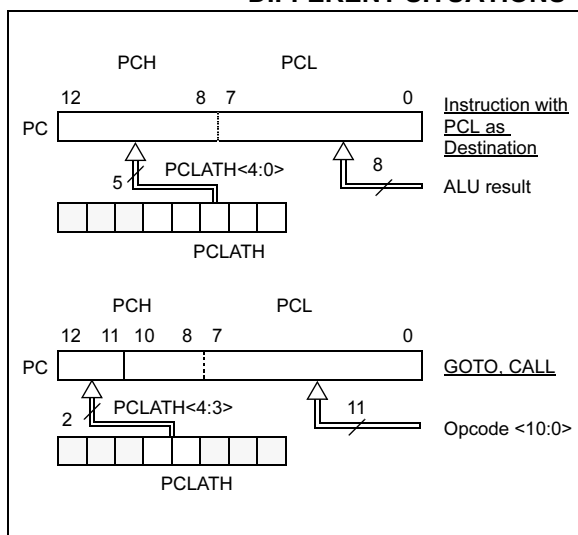 DIFFERENT SITUATIONS
PCH PCL
12 8 7 0
PC
Instruction with
PCL as
Destination
5
PCLATH<4:0>
8
ALU result
PCLATH
PCH PCL
12 11 10 8 7 0
PC
GOTO, CALL
2
PCLATH<4:3>
11
Opcode <10:0>
PCLATH